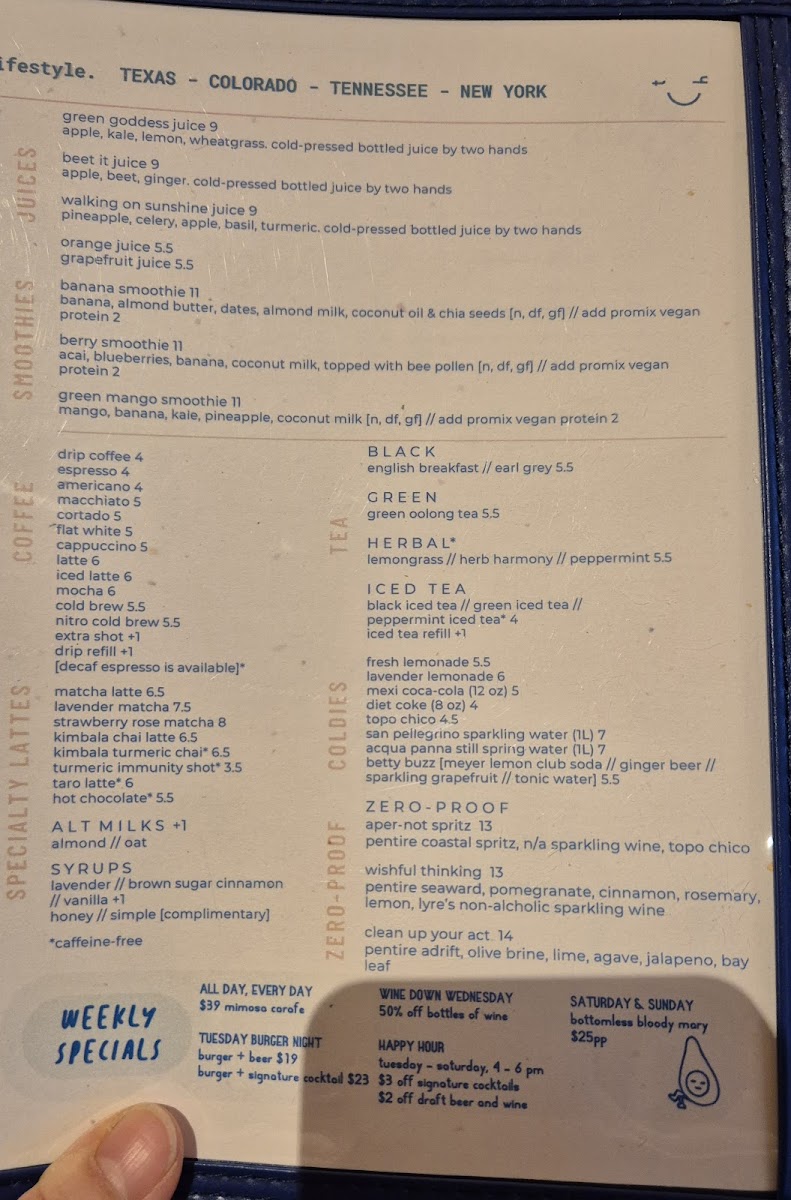 ifestyle. TEXAS - COLORADO - TENNESSEE - NEW YORK
t h
JUICES
green goddess juice 9
apple, kale, lemon, wheatgrass. cold-pressed bottled juice by two hands
beet it juice 9
apple, beet, ginger. cold-pressed bottled juice by two hands
walking on sunshine juice 9
pineapple, celery, apple, basil, turmeric. cold-pressed bottled juice by two hands
orange juice 5.5
grapefruit juice 5.5
SMOOTHIES
banana smoothie 11
banana, almond butter, dates, almond milk, coconut oil & chia seeds [n, df, gf] // add promix vegan
protein 2
berry smoothie 11
acai, blueberries, banana, coconut milk, topped with bee pollen [n, df, gf] // add promix vegan
protein 2
green mango smoothie 11
mango, banana, kale, pineapple, coconut milk [n, df, gf] // add promix vegan protein 2
COFFEE
drip coffee 4
espresso 4
americano 4
macchiato 5
cortado 5
flat white 5
cappuccino 5
latte 6
iced latte 6
mocha 6
cold brew 5.5
nitro cold brew 5.5
extra shot +1
drip refill +1
[decaf espresso is available]*
SPECIALTY LATTES
matcha latte 6.5
lavender matcha 7.5
strawberry rose matcha 8
kimbala chai latte 6.5
kimbala turmeric chai* 6.5
turmeric immunity shot* 3.5
taro latte* 6
hot chocolate* 5.5
ALT MILKS +1
almond // oat
SYRUPS
lavender // brown sugar cinnamon
// vanilla +1
honey // simple [complimentary]
*caffeine-free
TEA
BLACK
english breakfast // earl grey 5.5
GREEN
green oolong tea 5.5
HERBAL*
lemongrass // herb harmony // peppermint 5.5
ICED TEA
black iced tea // green iced tea //
peppermint iced tea* 4
iced tea refill +1
COLDIES
fresh lemonade 5.5
lavender lemonade 6
mexi coca-cola (12 oz) 5
diet coke (8 oz) 4
topo chico 4.5
san pellegrino sparkling water (1L) 7
acqua panna still spring water (1L) 7
betty buzz [meyer lemon club soda // ginger beer //
sparkling grapefruit // tonic water] 5.5
ZERO-PROOF
ZERO-PROOF
aper-not spritz 13
pentire coastal spritz, n/a sparkling wine, topo chico
wishful thinking 13
pentire seaward, pomegranate, cinnamon, rosemary,
lemon, lyre's non-alcholic sparkling wine
clean up your act 14
pentire adrift, olive brine, lime, agave, jalapeno, bay
leaf
WEEKLY
SPECIALS
ALL DAY, EVERY DAY
$39 mimosa carafe
TUESDAY BURGER NIGHT
burger + beer $19
burger + signature cocktail $23
WINE DOWN WEDNESDAY
50% off bottles of wine
HAPPY HOUR
tuesday - saturday, 4 - 6 pm
$3 off signature cocktails
$2 off draft beer and wine
SATURDAY & SUNDAY
bottomless bloody mary
$25pp